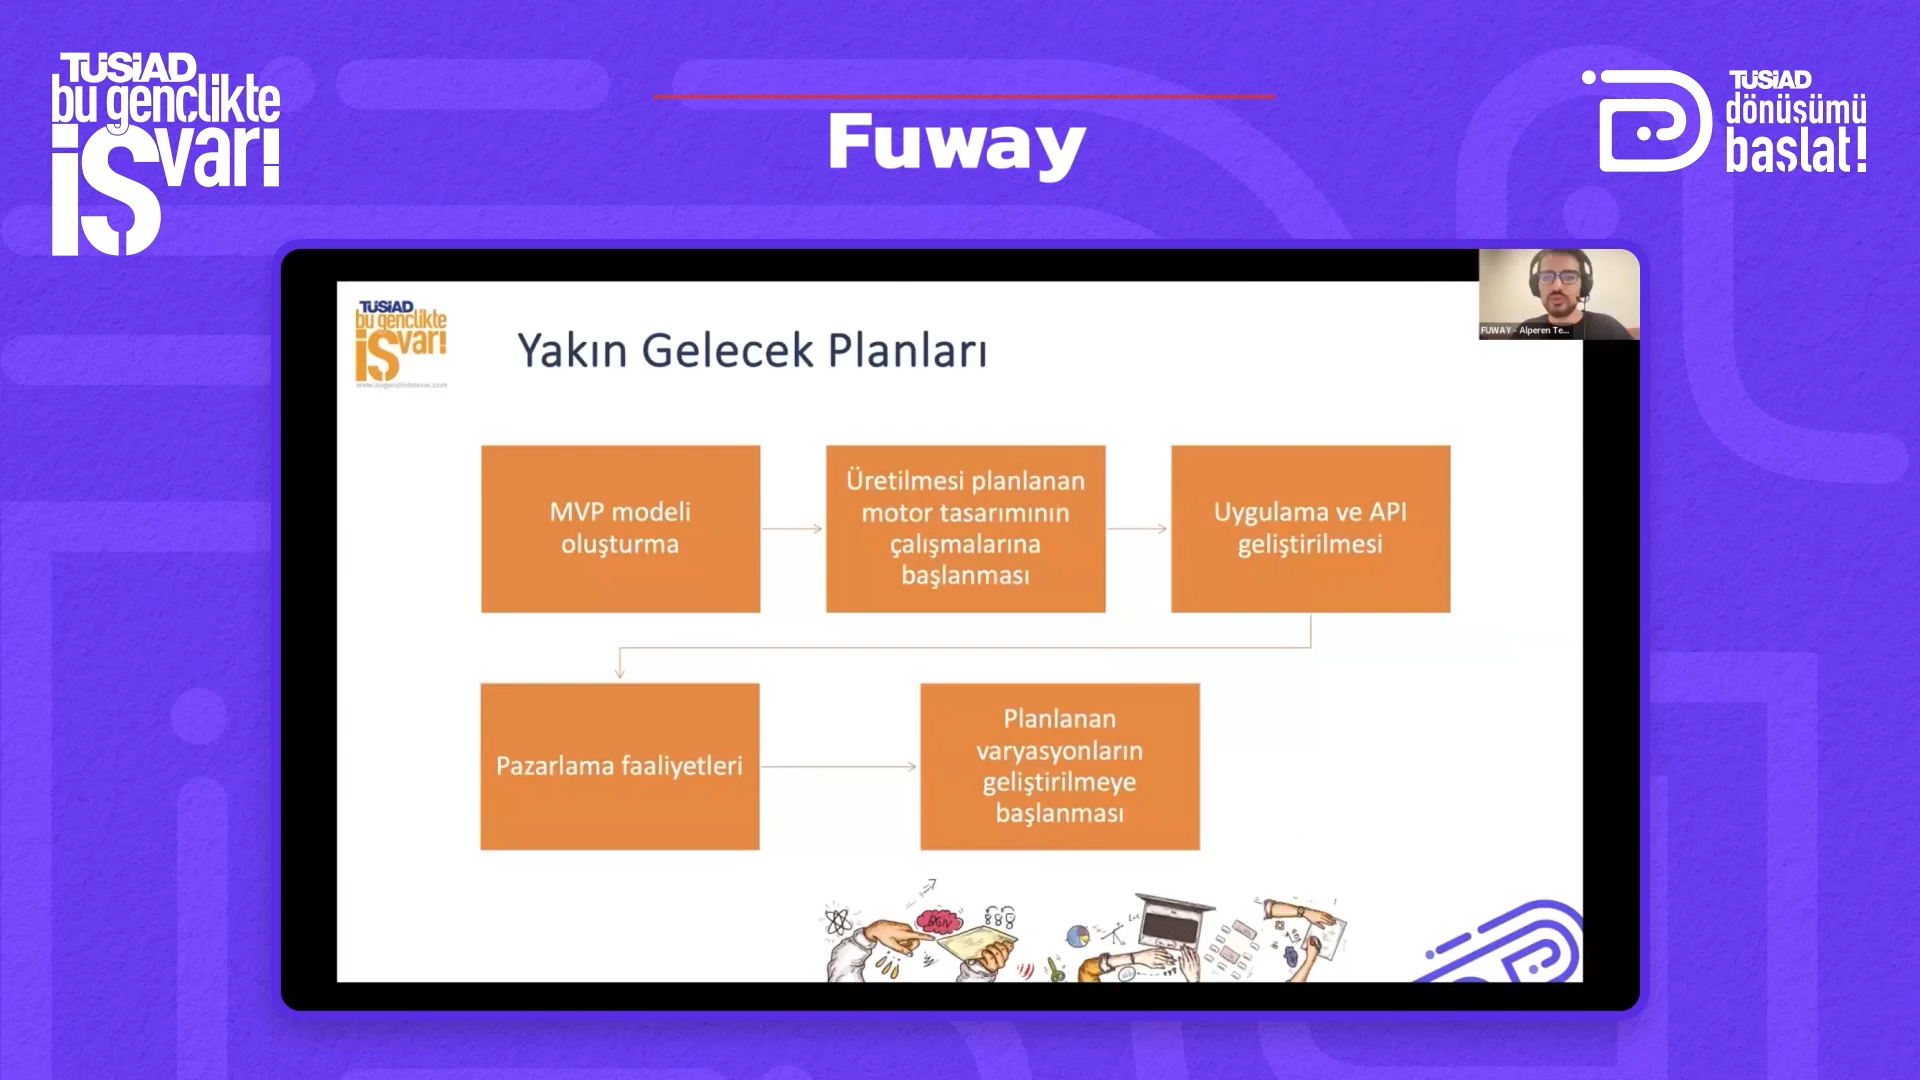 TÜSİAD
bu gençlikte
iş var!
Fuway
TÜSİAD
dönüşümü
başlat!
TÜSİAD
bu gençlikte
iş var!
www.bugenclikteisvar.com
Yakın Gelecek Planları
FUWAY - Alperen Te...
MVP modeli
oluşturma
Üretilmesi planlanan
motor tasarımının
çalışmalarına
başlanması
Uygulama ve API
geliştirilmesi
Pazarlama faaliyetleri
Planlanan
varyasyonların
geliştirilmeye
başlanması